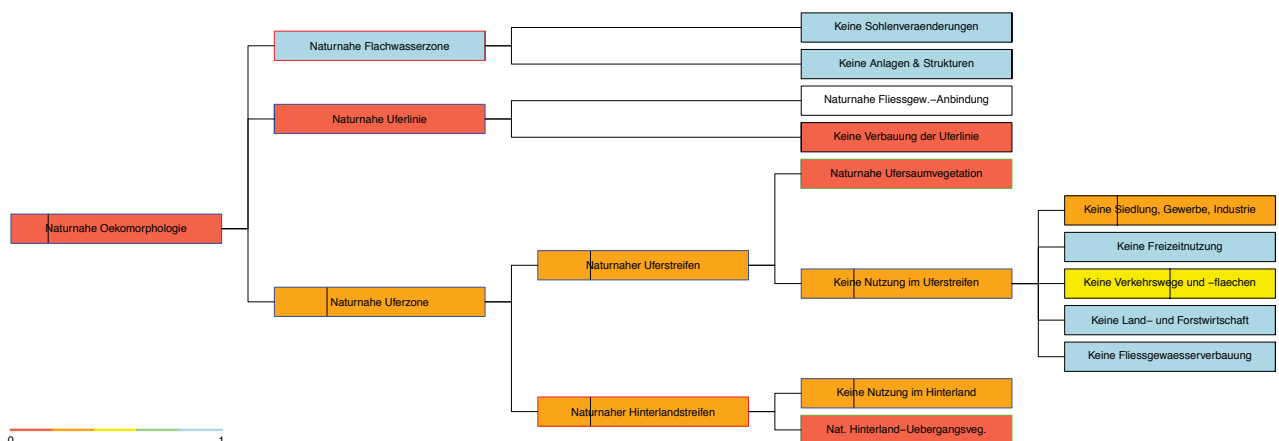 Keine Sohlenveraenderungen
Naturnahe Flachwasserzone
Keine Anlagen & Strukturen
Naturnahe Fliessgew.−Anbindung
Naturnahe Uferlinie
Keine Verbauung der Uferlinie
Naturnahe Ufersaumvegetation
Keine Siedlung, Gewerbe, Industrie
Naturnahe Oekomorphologie
Keine Freizeitnutzung
Naturnaher Uferstreifen
Keine Nutzung im Uferstreifen
Keine Verkehrswege und −flaechen
Naturnahe Uferzone
Keine Land− und Forstwirtschaft
Keine Fliessgewaesserverbauung
Keine Nutzung im Hinterland
Naturnaher Hinterlandstreifen
Nat. Hinterland−Uebergangsveg.
0 1